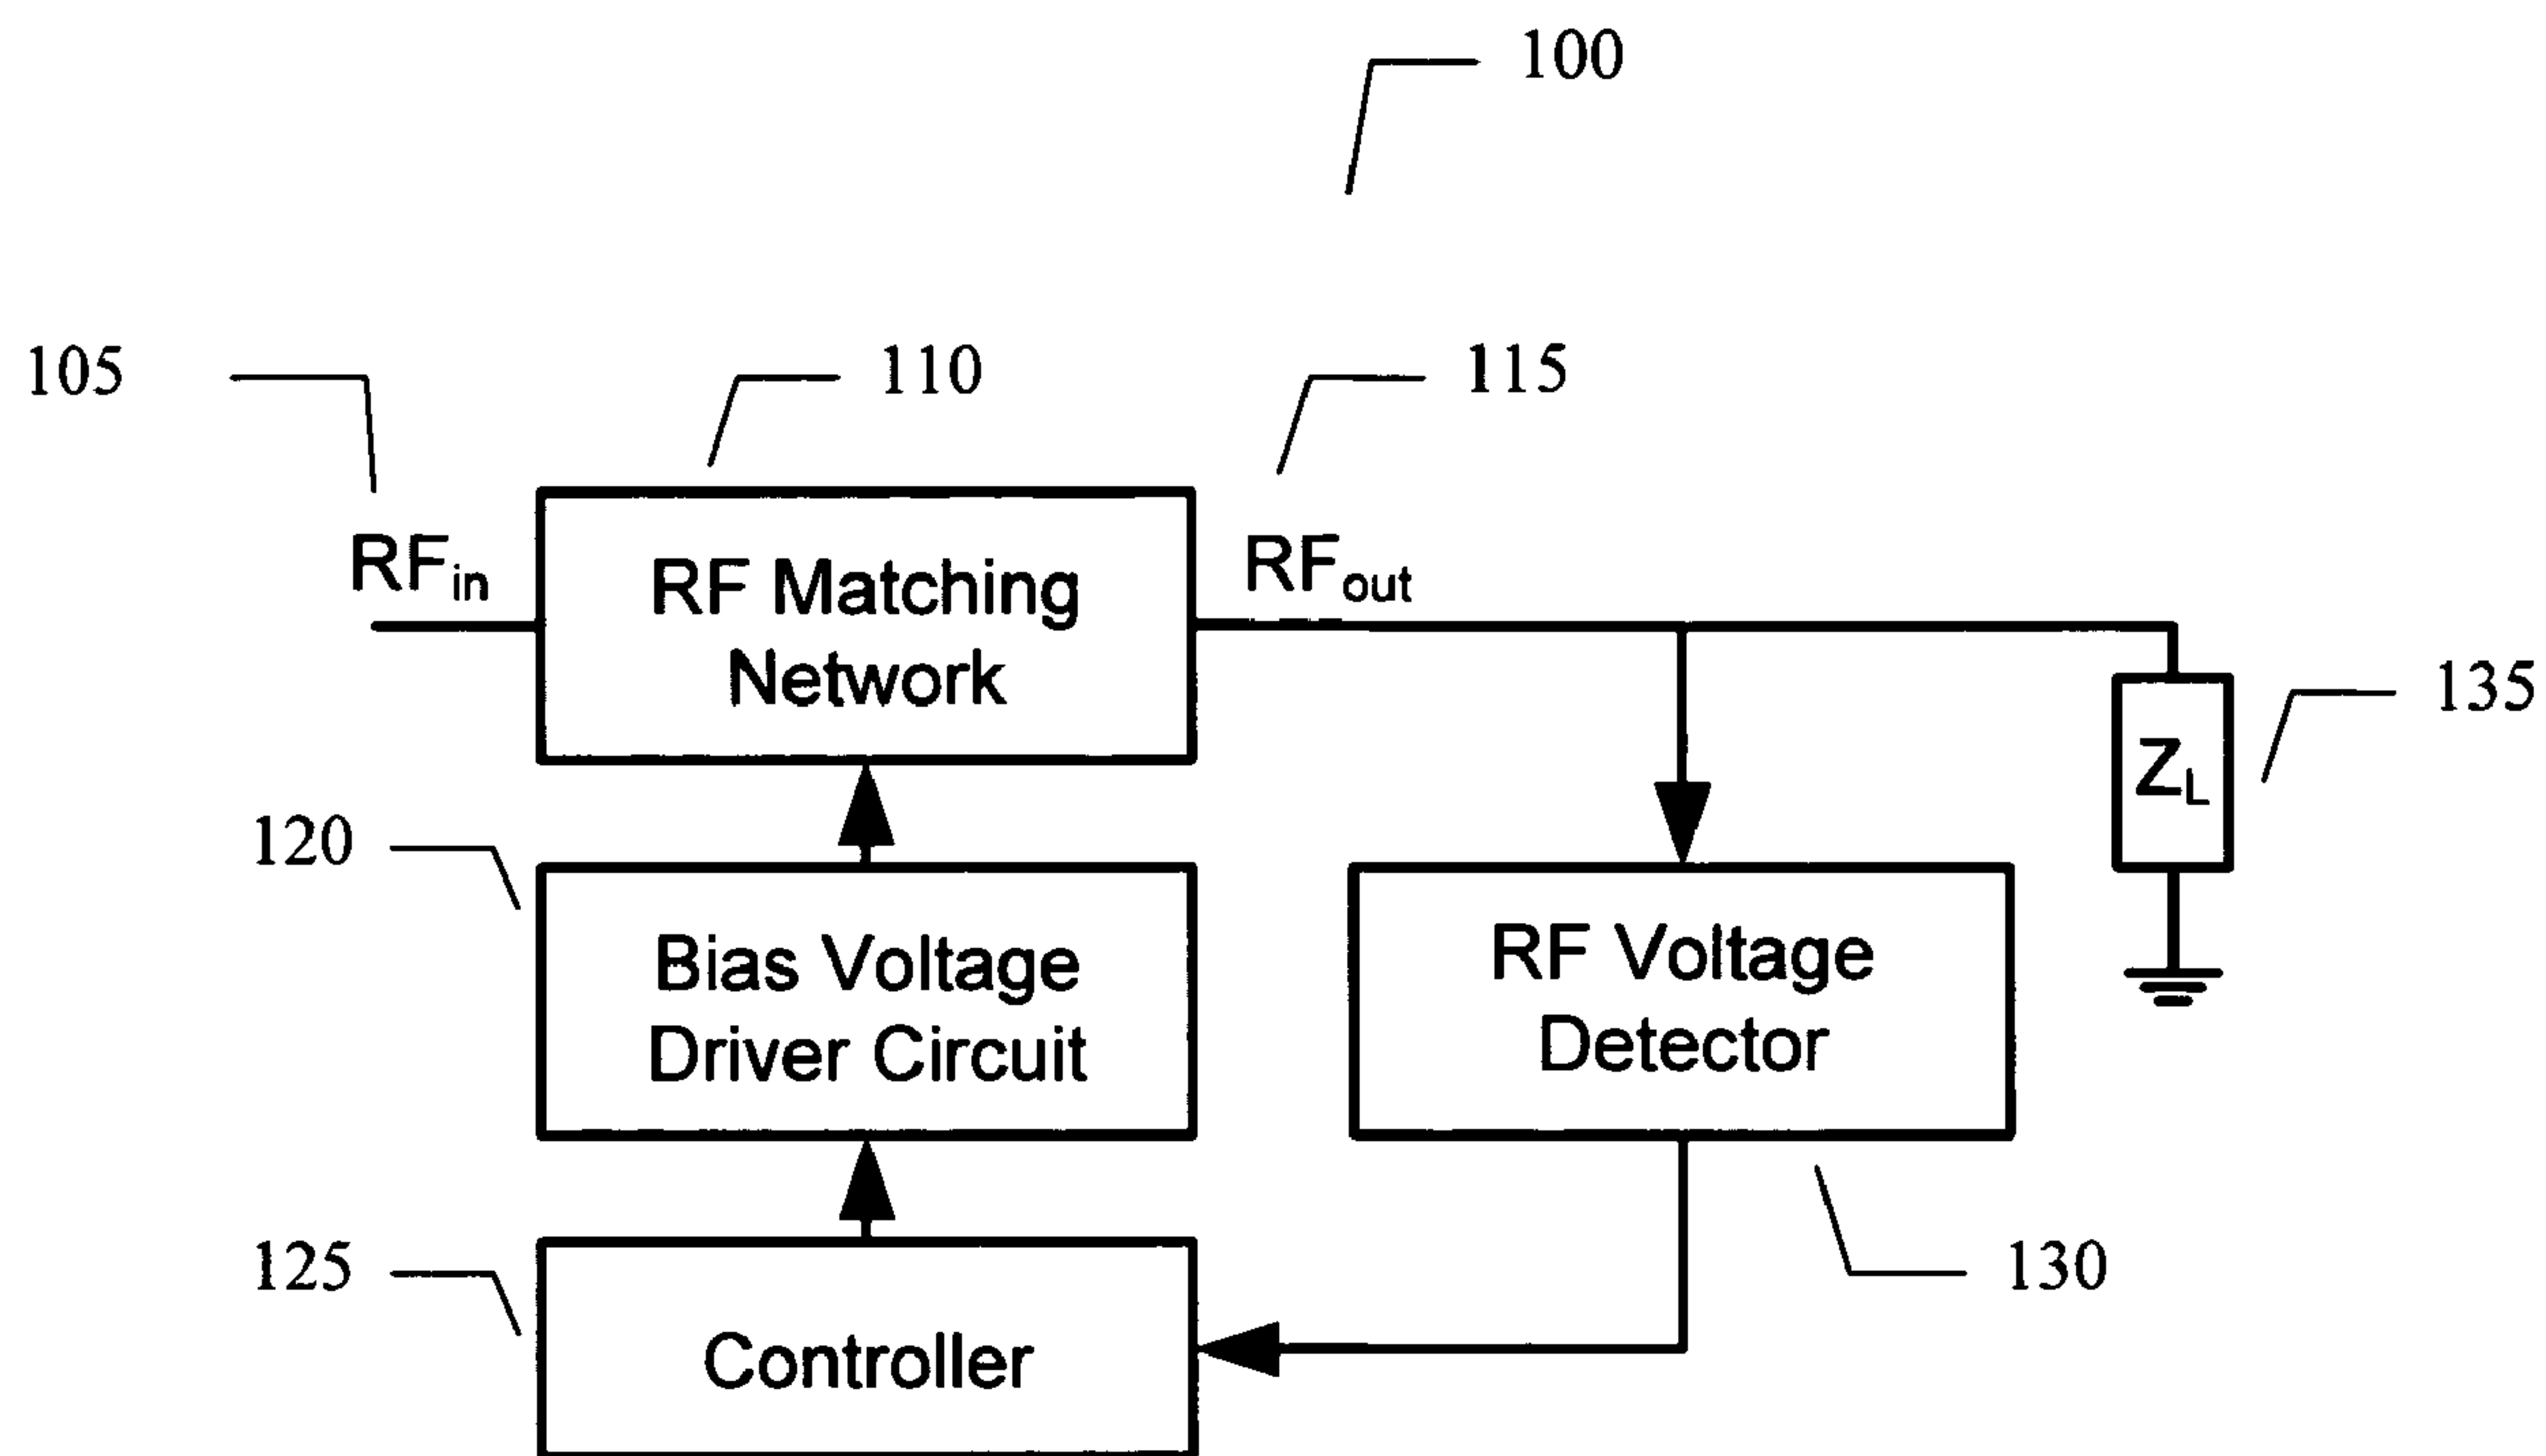 100
105
110
115
RFin
RF Matching
Network
RFout
135
ZL
120
Bias Voltage
Driver Circuit
RF Voltage
Detector
125
Controller
130